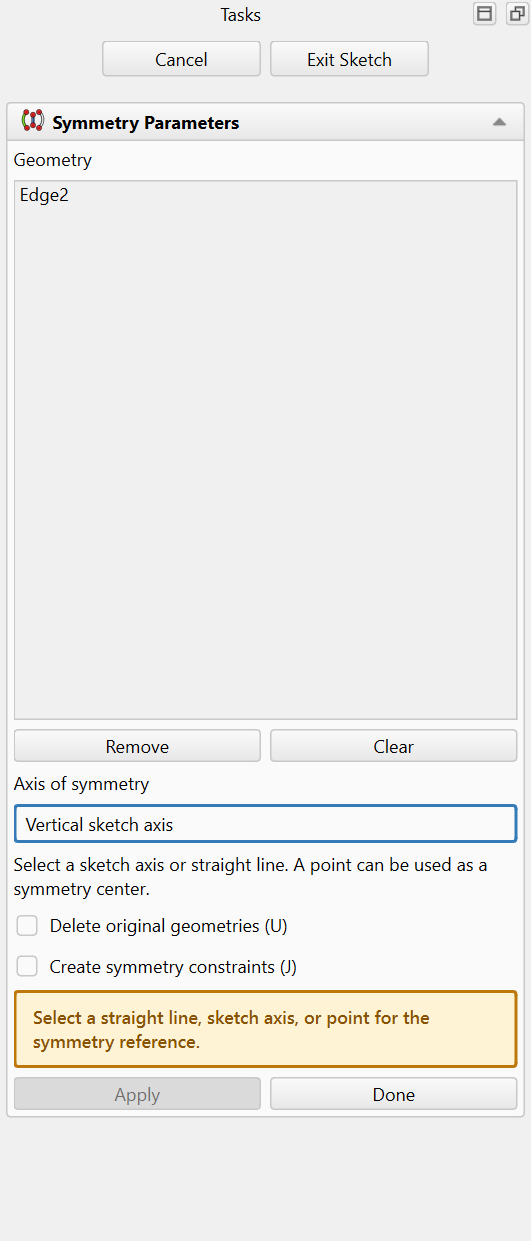 Tasks
Cancel
Exit Sketch
Symmetry Parameters
Geometry
Edge2
Remove
Clear
Axis of symmetry
Vertical sketch axis
Select a sketch axis or straight line. A point can be used as a
symmetry center.
Delete original geometries (U)
Create symmetry constraints (J)
Select a straight line, sketch axis, or point for the
symmetry reference.
Apply
Done